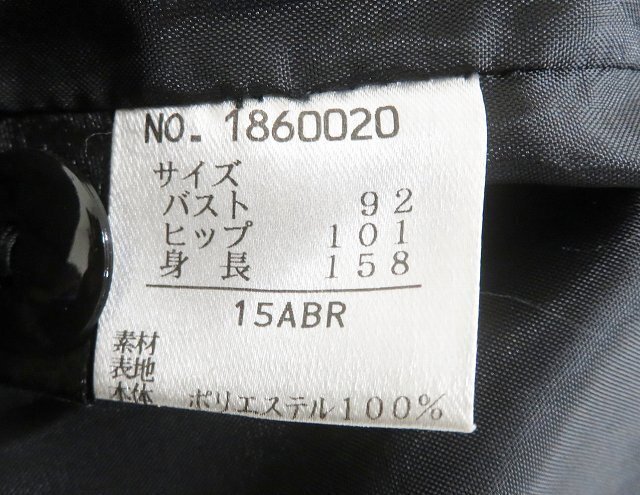 NO. 1860020
サイズ
バスト 92
ヒップ 101
身長 158
15ABR
素材
表地
本体 ポリエステル100%